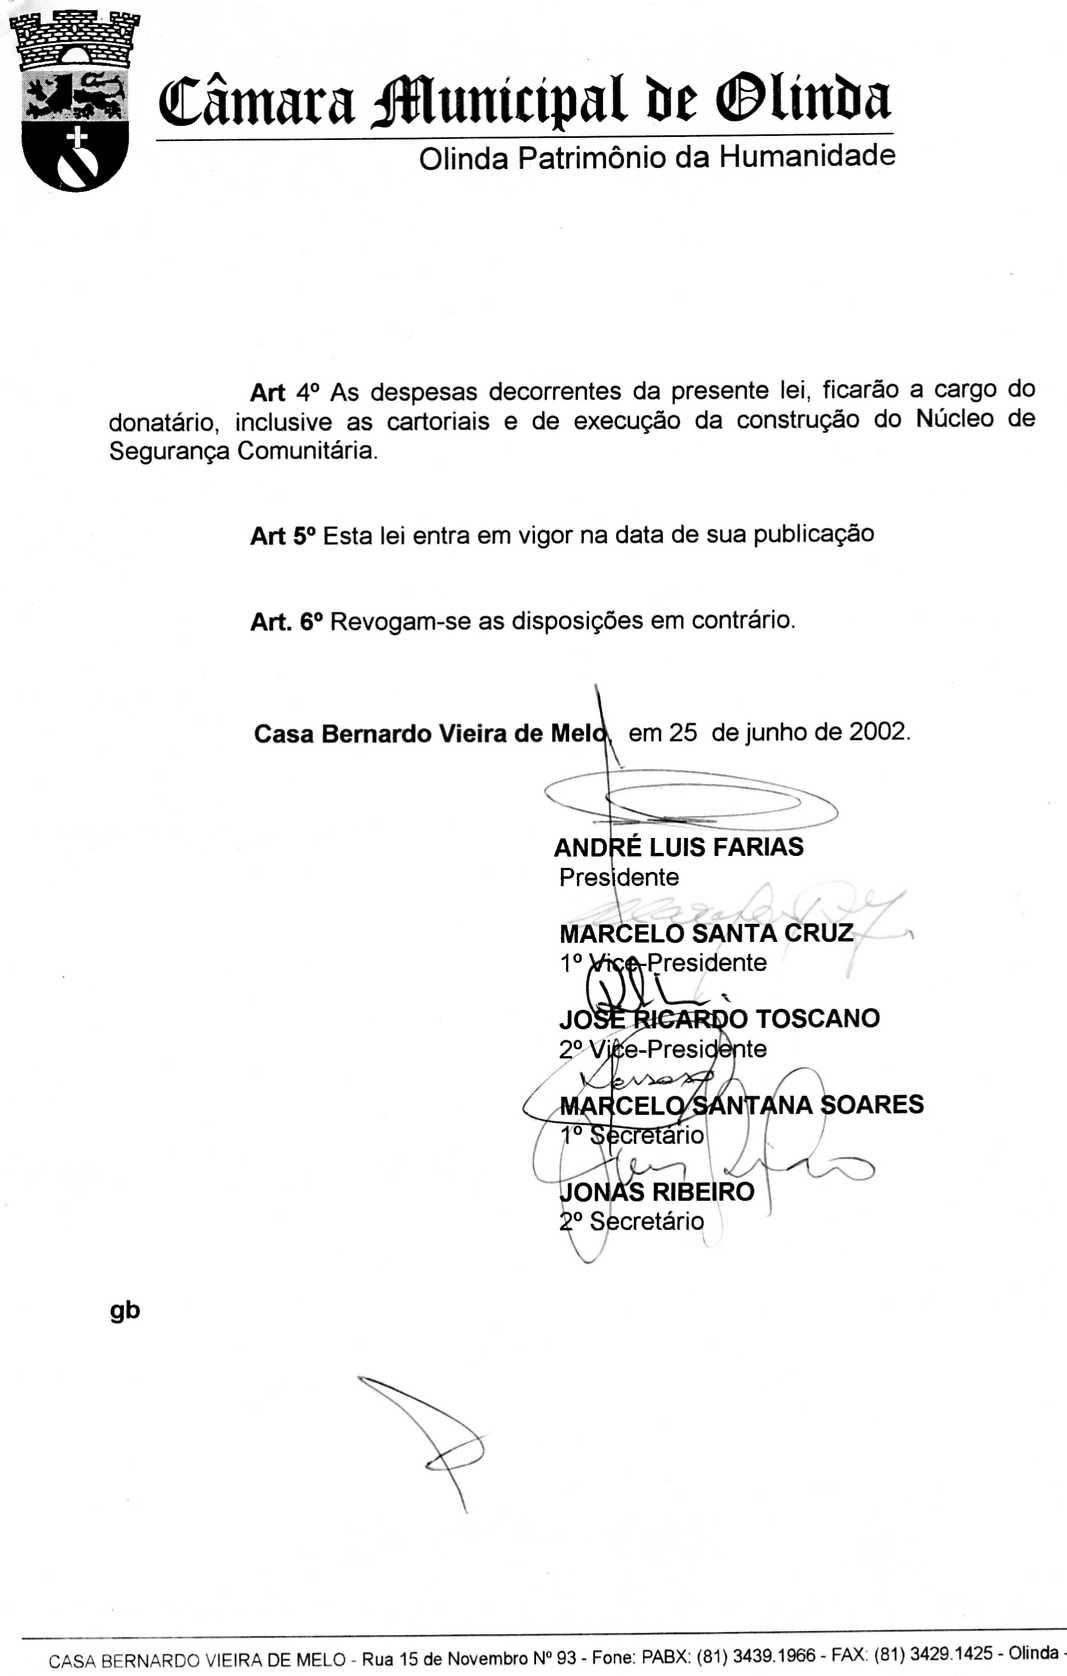 Câmara Municipal de Olinda
Olinda Patrimônio da Humanidade
Art 4º As despesas decorrentes da presente lei, ficarão a cargo do
donatário, inclusive as cartoriais e de execução da construção do Núcleo de
Segurança Comunitária.
Art 5º Esta lei entra em vigor na data de sua publicação
Art. 6º Revogam-se as disposições em contrário.
Casa Bernardo Vieira de Melo, em 25 de junho de 2002.
ANDRÉ LUIS FARIAS
Presidente
MARCELO SANTA CRUZ
1º Vice-Presidente
JOSÉ RICARDO TOSCANO
2º Vice-Presidente
MARCELO SANTANA SOARES
1º Secretário
JONAS RIBEIRO
2º Secretário
gb
CASA BERNARDO VIEIRA DE MELO - Rua 15 de Novembro Nº 93 - Fone: PABX: (81) 3439.1966 - FAX: (81) 3429.1425 - Olinda -